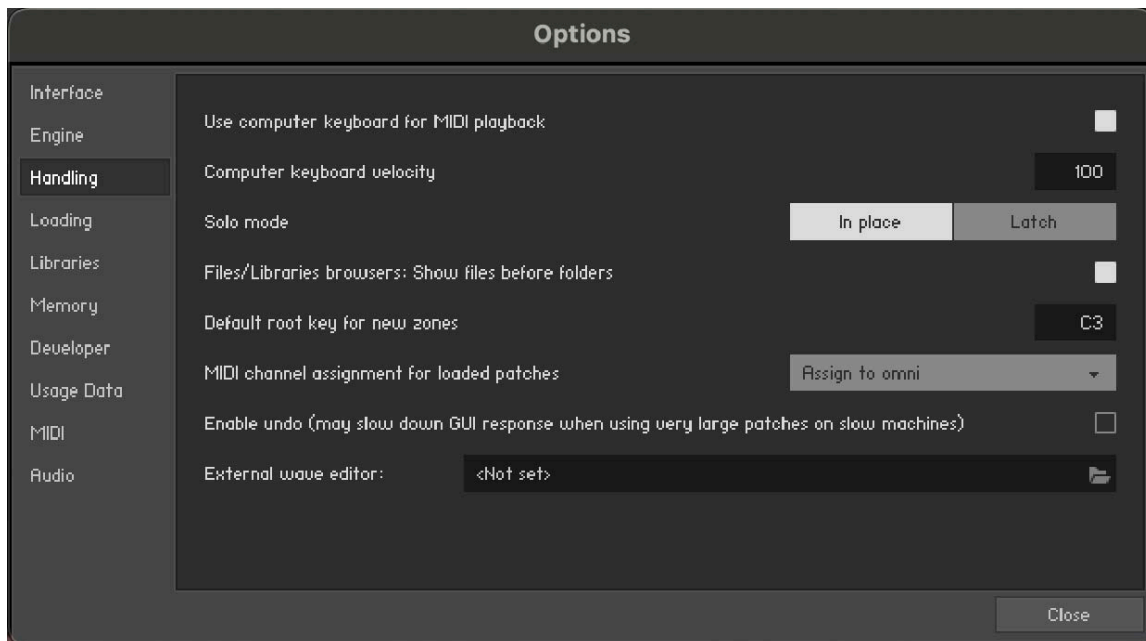 Options
Interface
Engine
Handling
Loading
Libraries
Memory
Developer
Usage Data
MIDI
Audio
Use computer keyboard for MIDI playback
Computer keyboard velocity 100
Solo mode In place Latch
Files/Libraries browsers: Show files before folders
Default root key for new zones C3
MIDI channel assignment for loaded patches Assign to omni
Enable undo (may slow down GUI response when using very large patches on slow machines)
External wave editor: <Not set>
Close